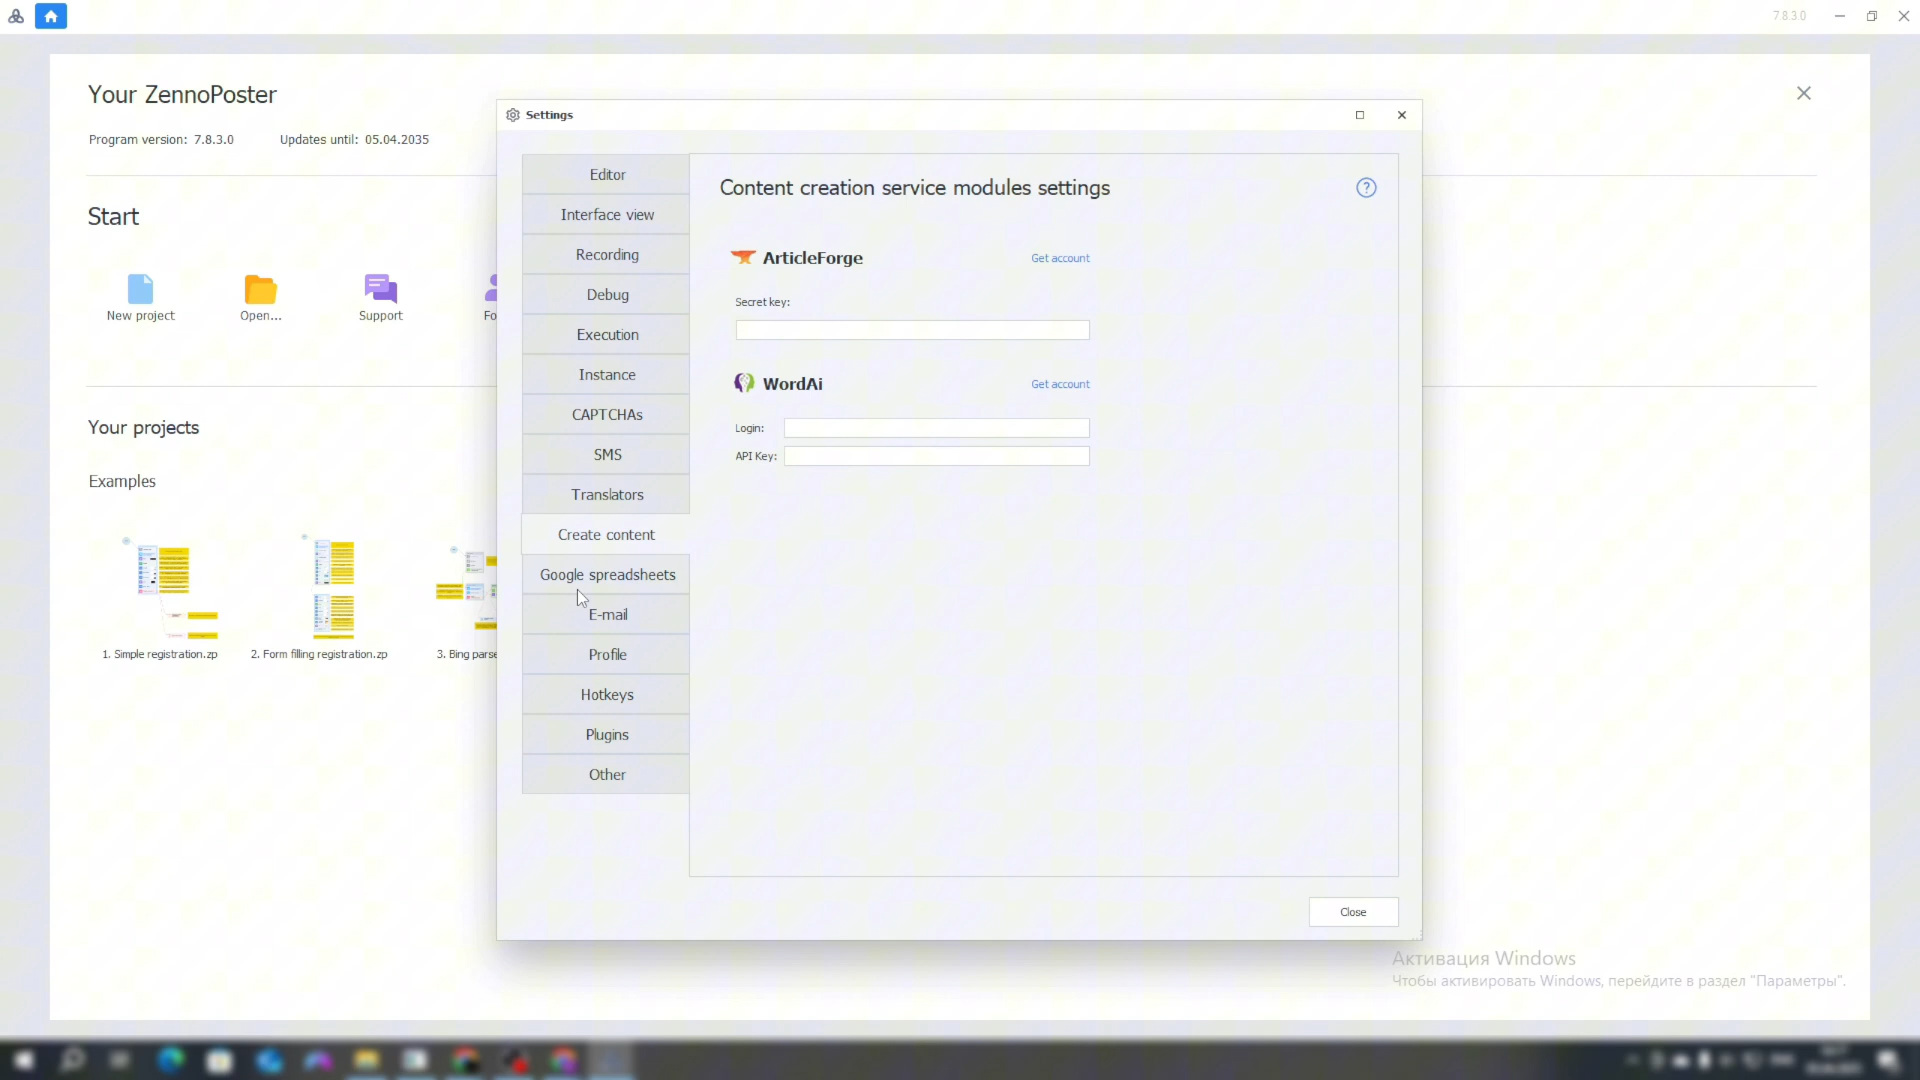 7.8.3.0
Your ZennoPoster
Program version: 7.8.3.0
Updates until: 05.04.2035
Start
New project
Open...
Support
Fo
Your projects
Examples
1. Simple registration.zp
2. Form filling registration.zp
3. Bing parse
Settings
Editor
Interface view
Recording
Debug
Execution
Instance
CAPTCHAs
SMS
Translators
Create content
Google spreadsheets
E-mail
Profile
Hotkeys
Plugins
Other
Content creation service modules settings
ArticleForge
Get account
Secret key:
WordAi
Get account
Login:
API Key:
Close
Активация Windows
Чтобы активировать Windows, перейдите в раздел "Параметры".